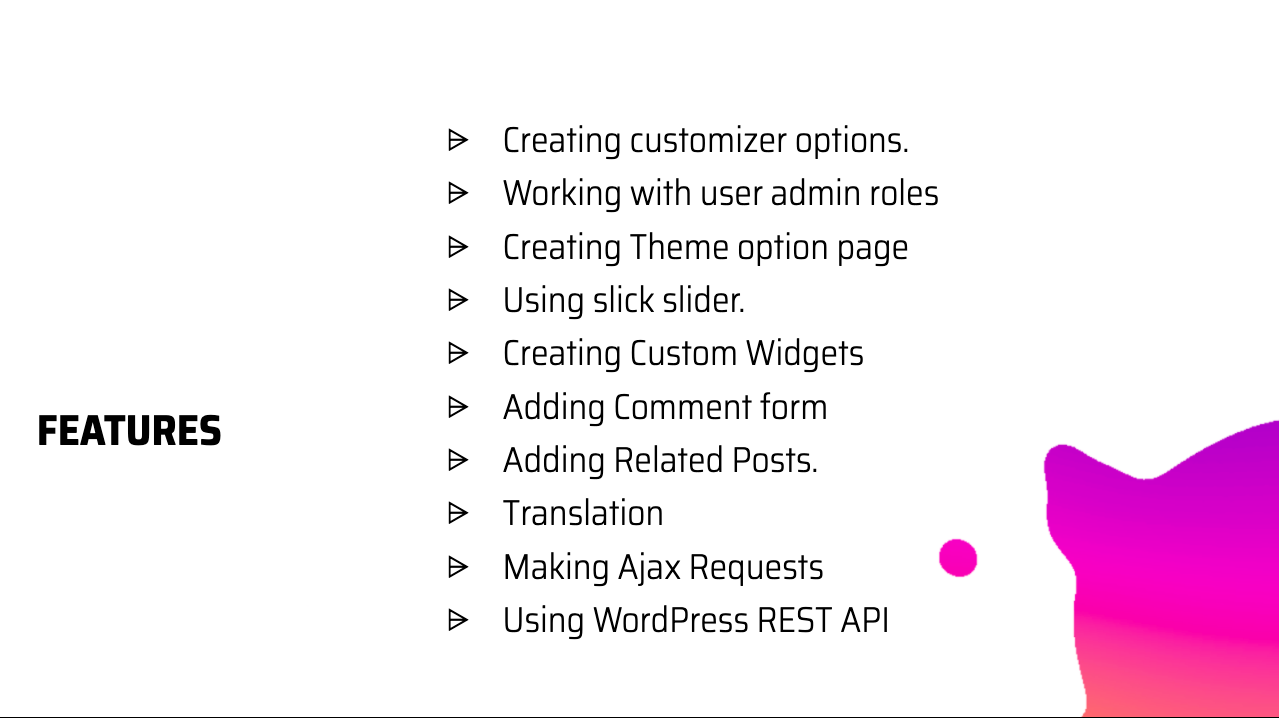 FEATURES
Creating customizer options.
Working with user admin roles
Creating Theme option page
Using slick slider.
Creating Custom Widgets
Adding Comment form
Adding Related Posts.
Translation
Making Ajax Requests
Using WordPress REST API